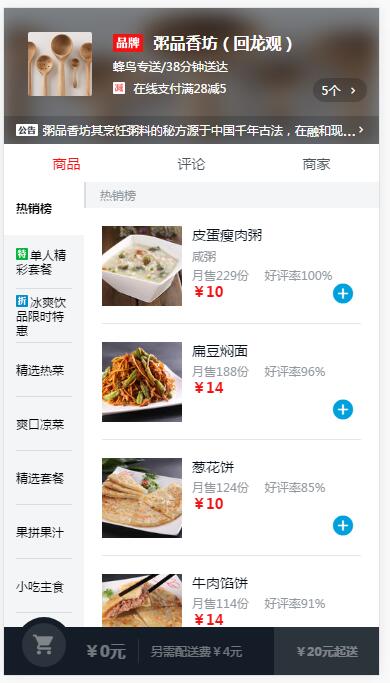 品牌 粥品香坊（回龙观）
蜂鸟专送/38分钟送达
减 在线支付满28减5
5个 >
公告 粥品香坊其烹饪粥料的秘方源于中国千年古法，在融和现... >
商品 评论 商家
热销榜
特 单人精
彩套餐
折 冰爽饮
品限时特
惠
精选热菜
爽口凉菜
精选套餐
果拼果汁
小吃主食
热销榜
皮蛋瘦肉粥
咸粥
月售229份 好评率100%
￥10
扁豆焖面
月售188份 好评率96%
￥14
葱花饼
月售124份 好评率85%
￥10
牛肉馅饼
月售114份 好评率91%
￥14
￥0元 另需配送费￥4元 ￥20元起送